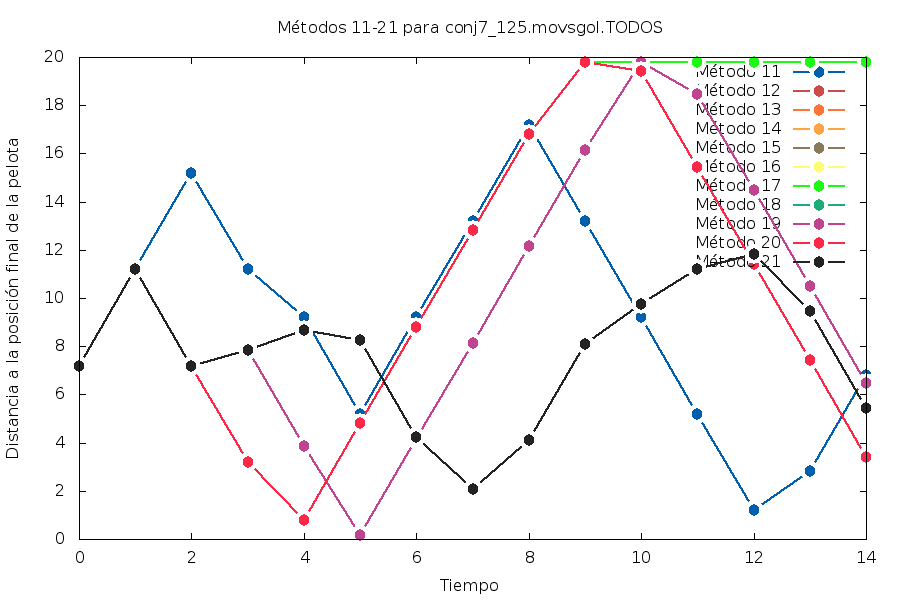 Métodos 11-21 para conj7_125.movsgol.TODOS
Distancia a la posición final de la pelota
20
18
16
14
12
10
8
6
4
2
0
Método 11
Método 12
Método 13
Método 14
Método 15
Método 16
Método 17
Método 18
Método 19
Método 20
Método 21
0 2 4 6 8 10 12 14
Tiempo